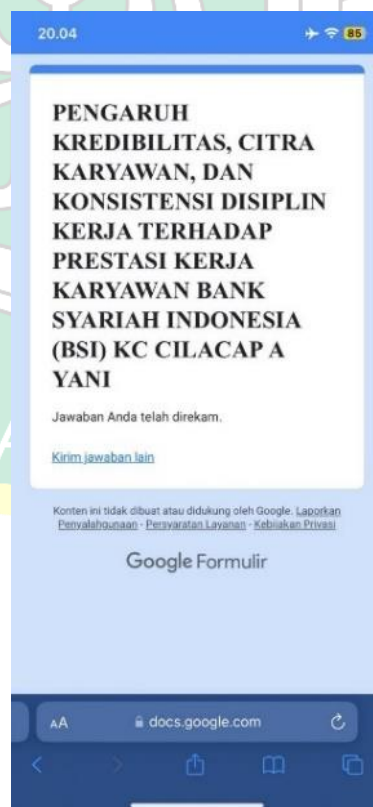 20.04
85
PENGARUH
KREDIBILITAS, CITRA
KARYAWAN, DAN
KONSISTENSI DISIPLIN
KERJA TERHADAP
PRESTASI KERJA
KARYAWAN BANK
SYARIAH INDONESIA
(BSI) KC CILACAP A
YANI
Jawaban Anda telah direkam.
Kirim jawaban lain
Konten ini tidak dibuat atau didukung oleh Google. Laporkan
Penyalahgunaan - Persyaratan Layanan - Kebijakan Privasi
Google Formulir
AA docs.google.com